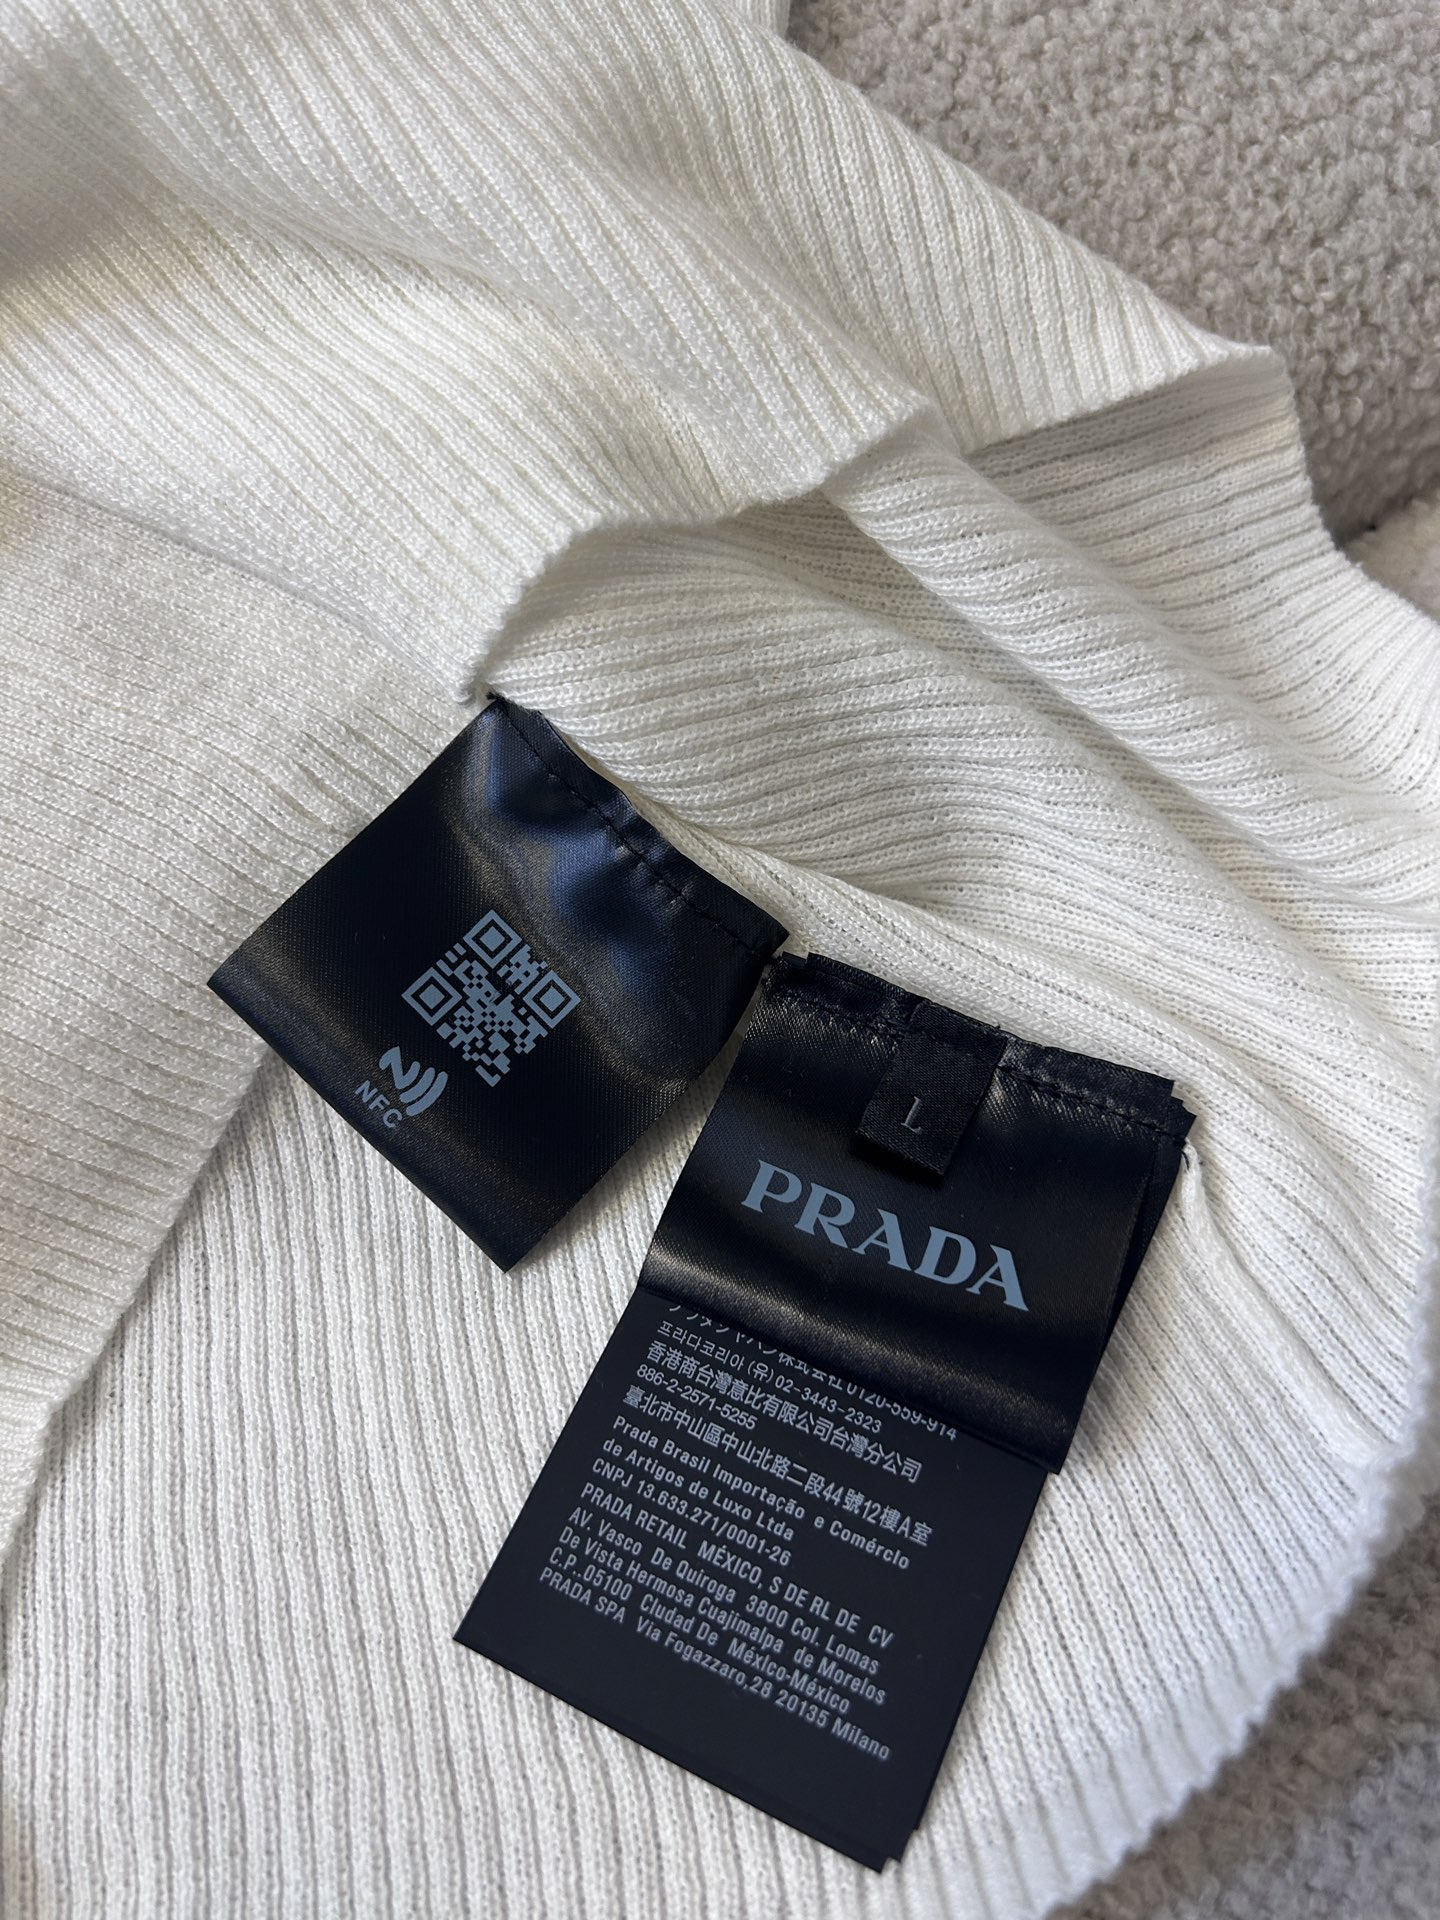 NFC
L
PRADA
프라다코리아 (유) 02-3443-2323
香港商台灣意比有限公司台灣分公司
886-2-2571-5255
臺北市中山區中山北路二段44號12樓A室
Prada Brasil Importação e Comércio
de Artigos de Luxo Ltda
CNPJ 13.633.271/0001-26
PRADA RETAIL MÉXICO, S DE RL DE CV
AV. Vasco De Quiroga 3800 Col. Lomas
De Vista Hermosa Cuajimalpa de Morelos
C.P..05100 Ciudad De México-México
PRADA SPA Via Fogazzaro,28 20135 Milano